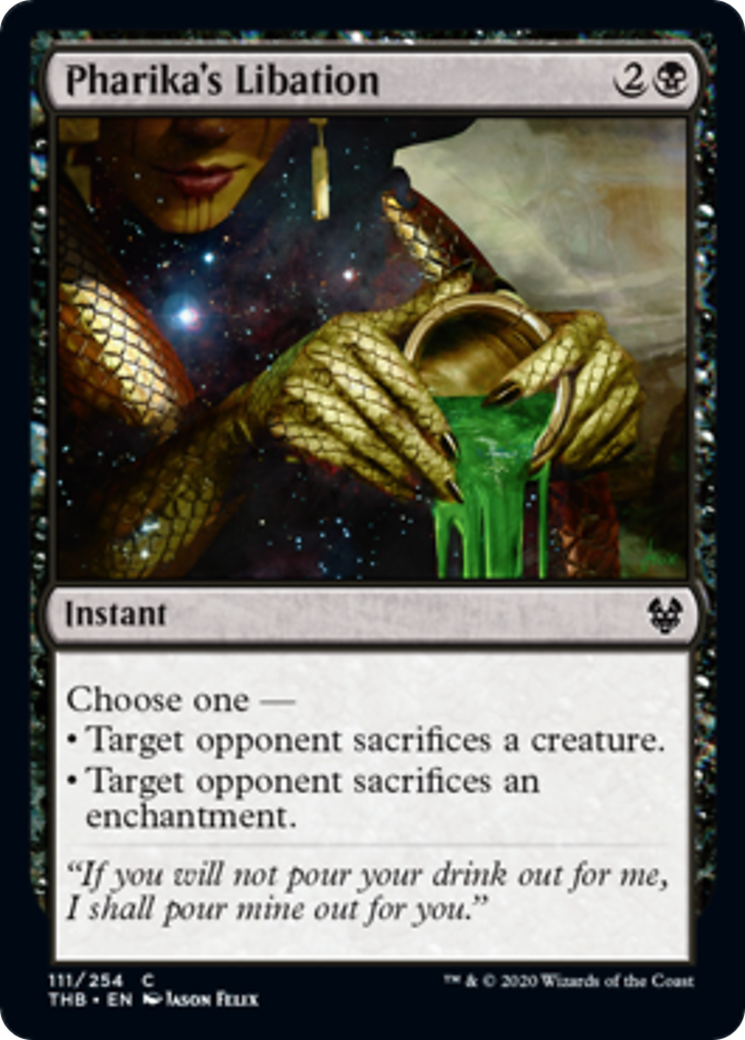 Pharika's Libation 2
Instant
Choose one —
• Target opponent sacrifices a creature.
• Target opponent sacrifices an
enchantment.
“If you will not pour your drink out for me,
I shall pour mine out for you.”
111/254 C ™ & © 2020 Wizards of the Coast
THB • EN Jason Felix